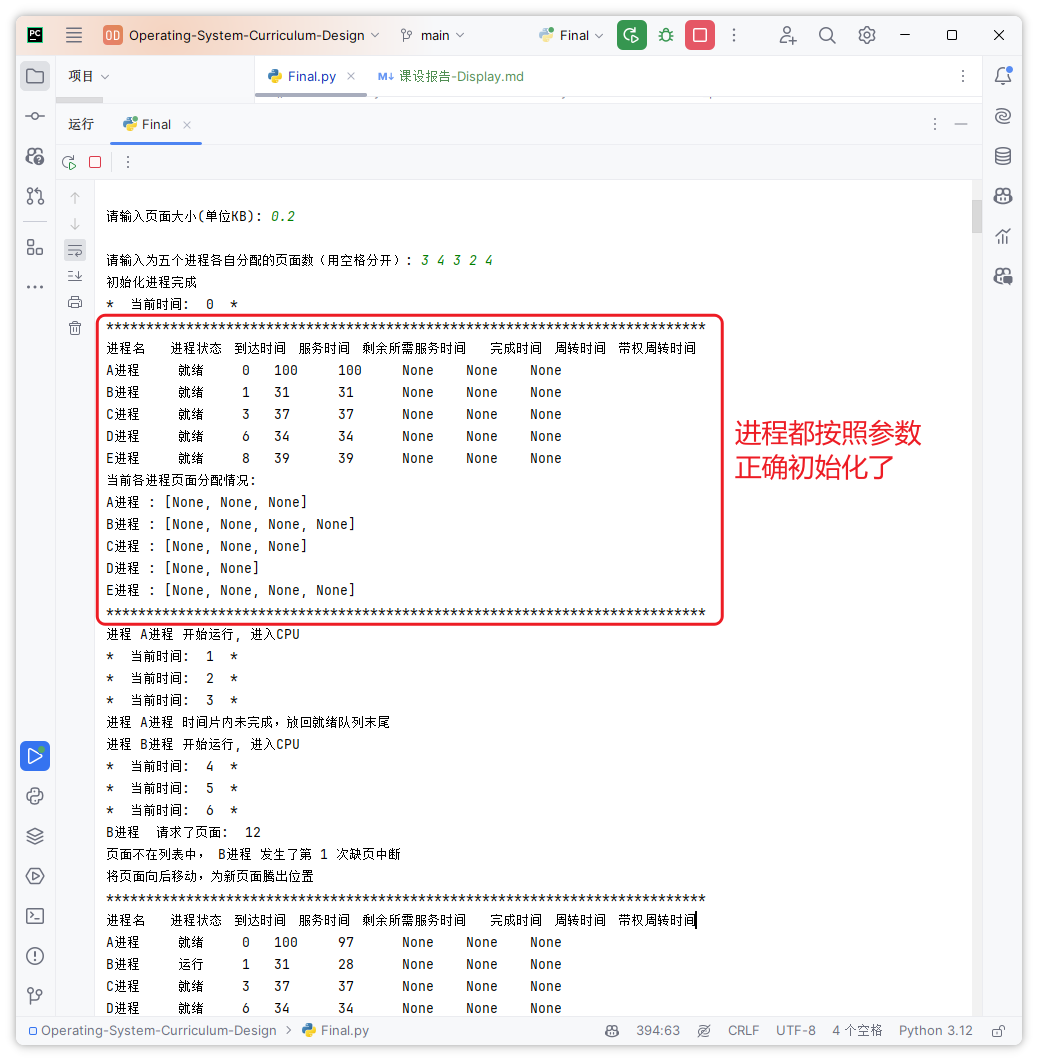 PC OD Operating-System-Curriculum-Design main Final
项目 Final.py 课设报告-Display.md
运行 Final
请输入页面大小(单位KB): 0.2
请输入为五个进程各自分配的页面数（用空格分开）: 3 4 3 2 4
初始化进程完成
* 当前时间: 0 *
***************************************************************************
进程名 进程状态 到达时间 服务时间 剩余所需服务时间 完成时间 周转时间 带权周转时间
A进程 就绪 0 100 100 None None None
B进程 就绪 1 31 31 None None None
C进程 就绪 3 37 37 None None None
D进程 就绪 6 34 34 None None None
E进程 就绪 8 39 39 None None None
当前各进程页面分配情况:
A进程 : [None, None, None]
B进程 : [None, None, None, None]
C进程 : [None, None, None]
D进程 : [None, None]
E进程 : [None, None, None, None]
***************************************************************************
进程都按照参数
正确初始化了
进程 A进程 开始运行, 进入CPU
* 当前时间: 1 *
* 当前时间: 2 *
* 当前时间: 3 *
进程 A进程 时间片内未完成，放回就绪队列末尾
进程 B进程 开始运行, 进入CPU
* 当前时间: 4 *
* 当前时间: 5 *
* 当前时间: 6 *
B进程 请求了页面: 12
页面不在列表中， B进程 发生了第 1 次缺页中断
将页面向后移动，为新页面腾出位置
***************************************************************************
进程名 进程状态 到达时间 服务时间 剩余所需服务时间 完成时间 周转时间 带权周转时间
A进程 就绪 0 100 97 None None None
B进程 运行 1 31 28 None None None
C进程 就绪 3 37 37 None None None
D进程 就绪 6 34 34 None None None
Operating-System-Curriculum-Design > Final.py 394:63 CRLF UTF-8 4 个空格 Python 3.12